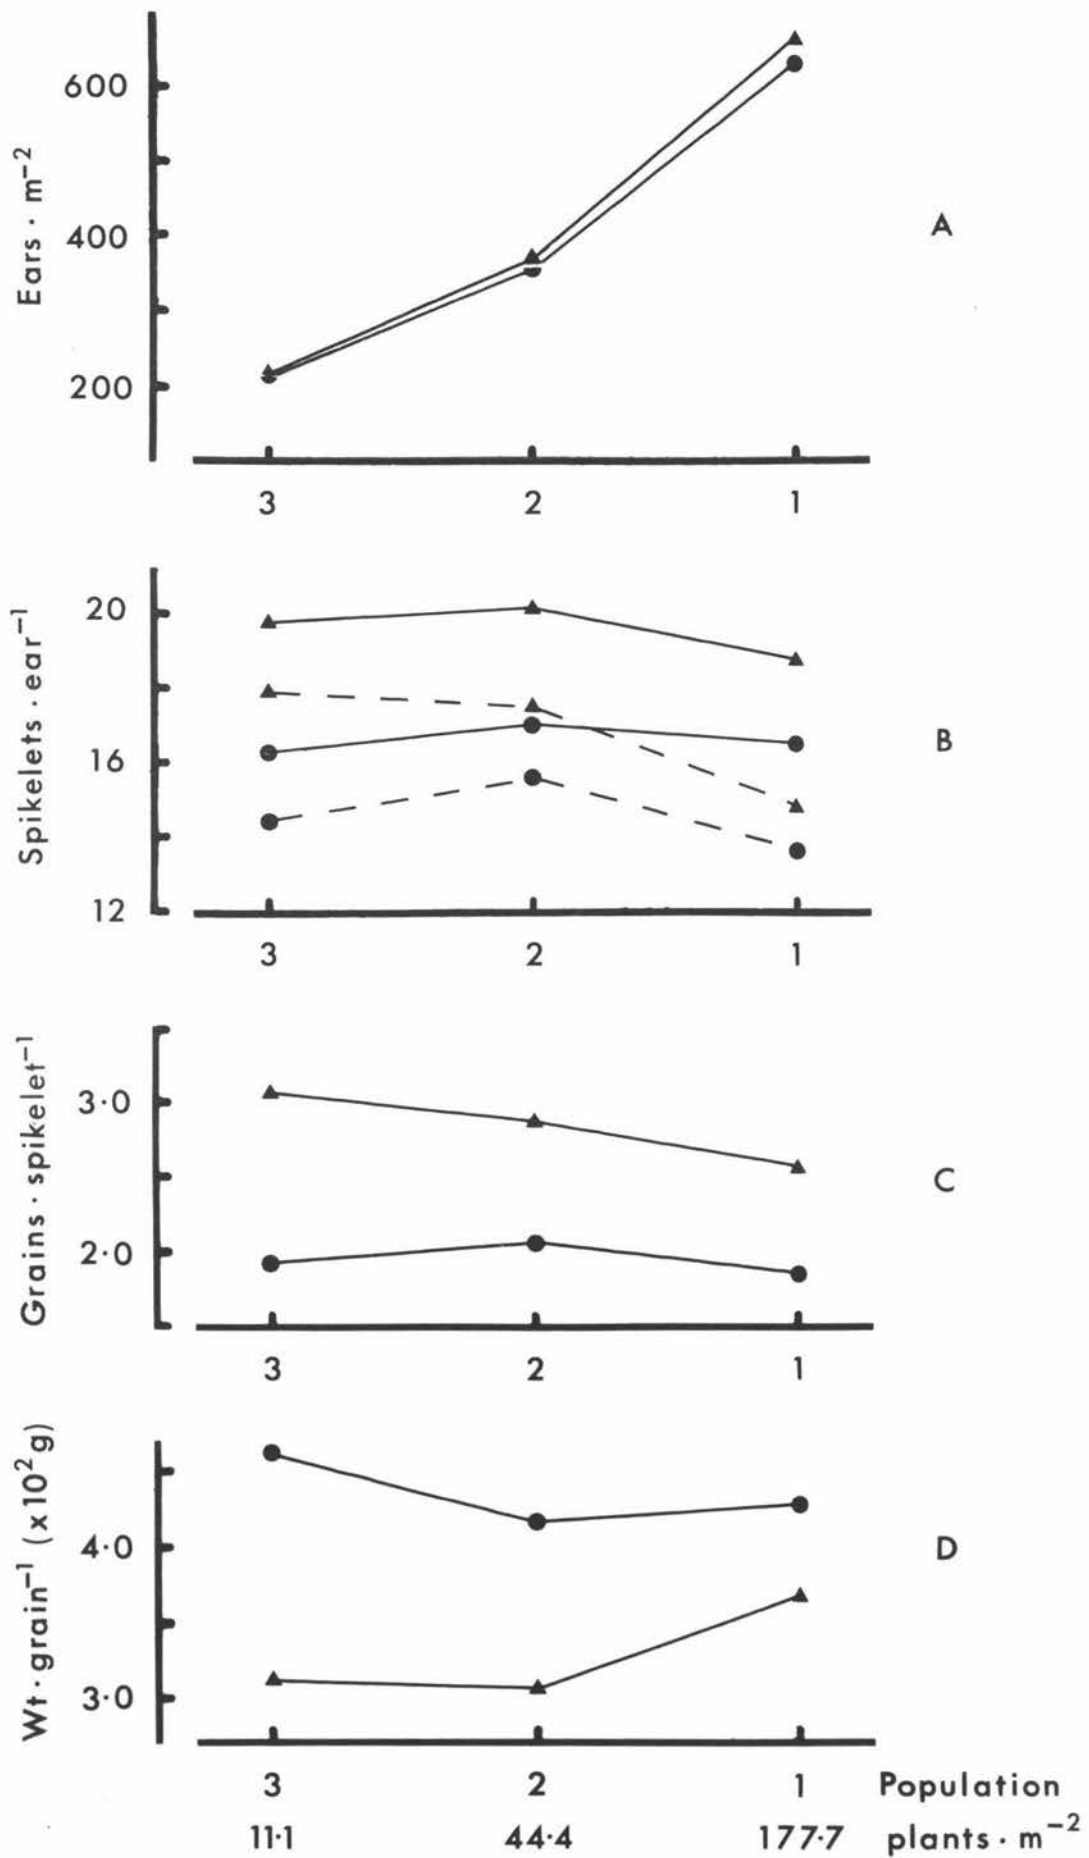 Ears · m⁻²
600
400
200
A
3 2 1
Spikelets · ear⁻¹
20
16
12
B
3 2 1
Grains · spikelet⁻¹
3·0
2·0
C
3 2 1
Wt · grain⁻¹ (x10²g)
4·0
3·0
D
3 2 1 Population
11·1 44·4 177·7 plants · m⁻²